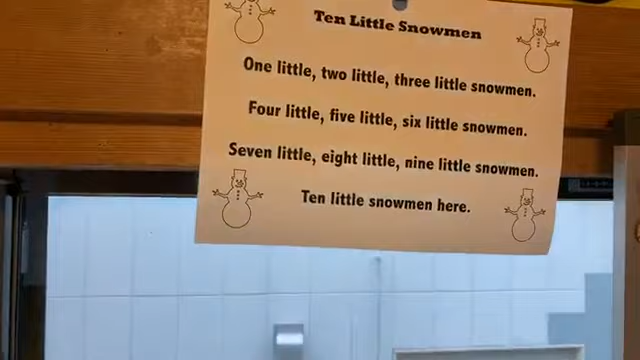 Ten Little Snowmen
One little, two little, three little snowmen.
Four little, five little, six little snowmen.
Seven little, eight little, nine little snowmen.
Ten little snowmen here.